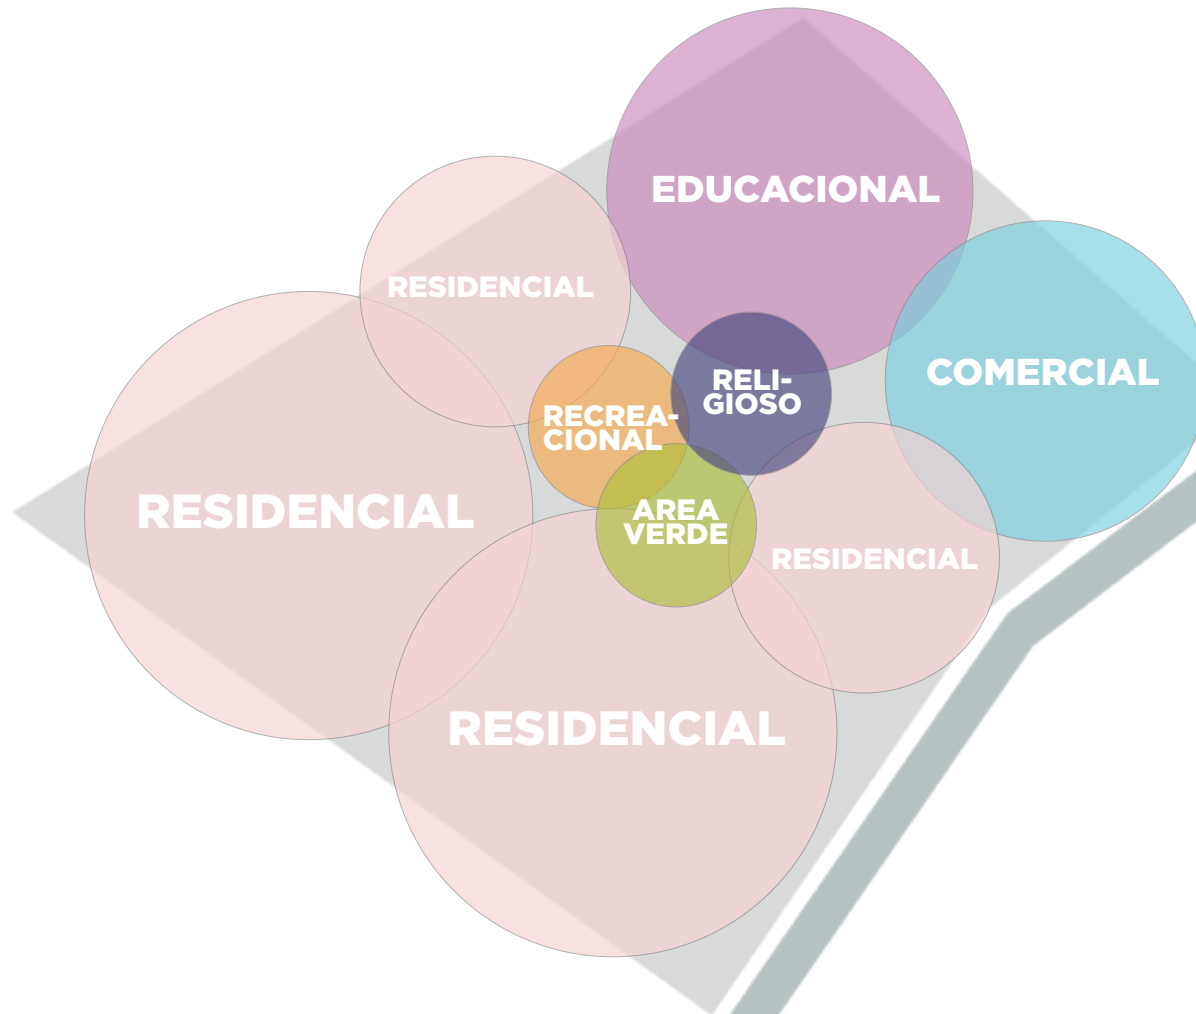 EDUCACIONAL
RESIDENCIAL
COMERCIAL
RELI-
GIOSO
RECREA-
CIONAL
RESIDENCIAL
AREA
VERDE
RESIDENCIAL
RESIDENCIAL